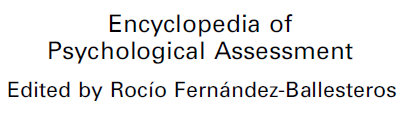 Encyclopedia of
Psychological Assessment
Edited by Rocío Fernández-Ballesteros